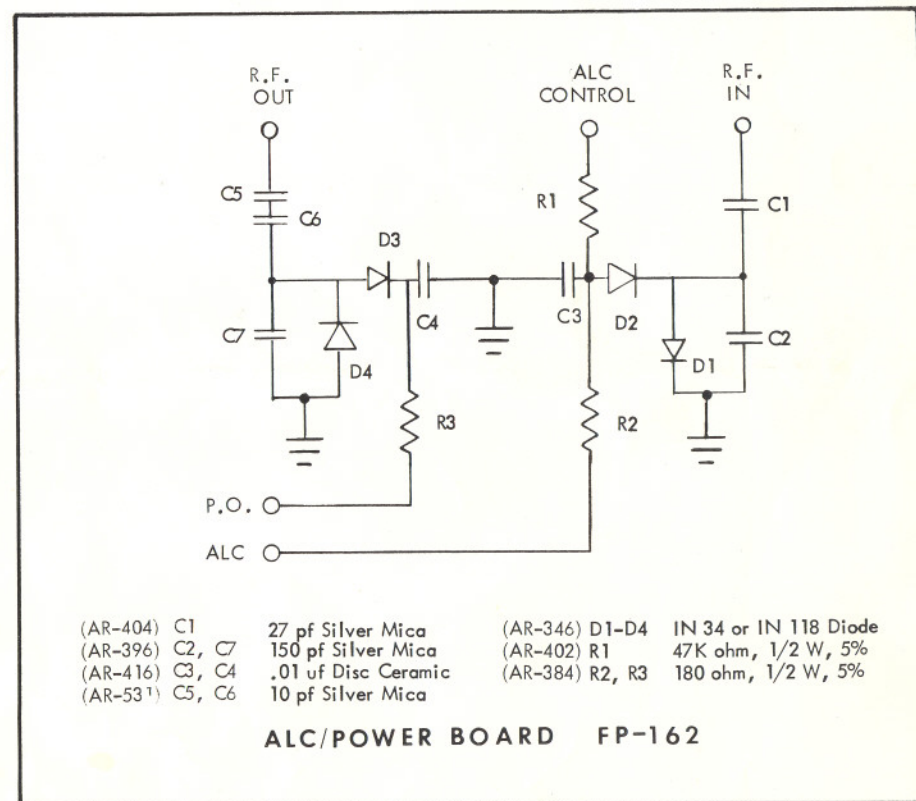 R.F.
OUT
ALC
CONTROL
R.F.
IN
C5
C6
R1
C1
D3
C7
D4
C4
C3
D2
D1
C2
R3
R2
P.O.
ALC
(AR-404) C1 27 pf Silver Mica
(AR-396) C2, C7 150 pf Silver Mica
(AR-416) C3, C4 .01 uf Disc Ceramic
(AR-531) C5, C6 10 pf Silver Mica
(AR-346) D1-D4 IN 34 or IN 118 Diode
(AR-402) R1 47K ohm, 1/2 W, 5%
(AR-384) R2, R3 180 ohm, 1/2 W, 5%
ALC/POWER BOARD FP-162